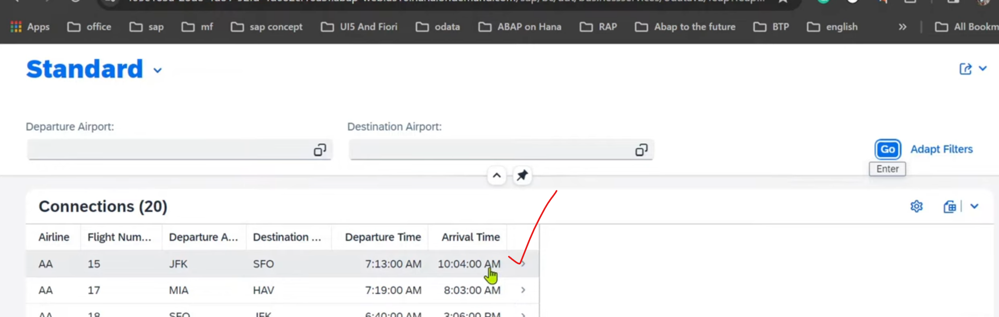 Apps office sap mf sap concept UI5 And Fiori odata ABAP on Hana RAP Abap to the future BTP english » All Bookm
Standard
Departure Airport: Destination Airport:
Go Adapt Filters
Enter
Connections (20)
Airline Flight Num... Departure A... Destination ... Departure Time Arrival Time
AA 15 JFK SFO 7:13:00 AM 10:04:00 AM
AA 17 MIA HAV 7:19:00 AM 8:03:00 AM
AA 18 SFO JFK 6:40:00 AM 3:06:00 PM